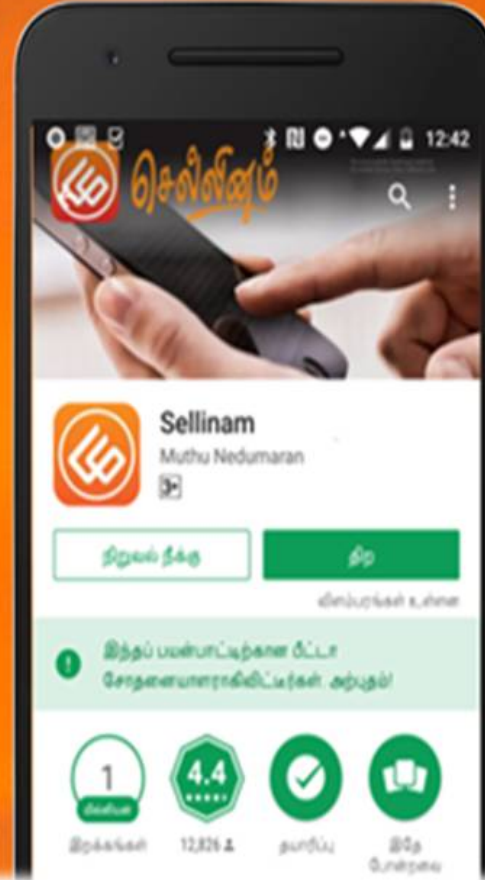 12:42
செல்லினம்
Sellinam
Muthu Nedumaran
3+
நிறுவல் நீக்கு
திற
விளம்பரங்கள் உள்ளன
இந்தப் பயன்பாட்டிற்கான பீட்டா
சோதனையாளராகிவிட்டீர்கள். அற்புதம்!
1
மில்லியன்
இறக்கங்கள்
4.4
12,826
தயாரிப்பு
இதே
போன்றவை